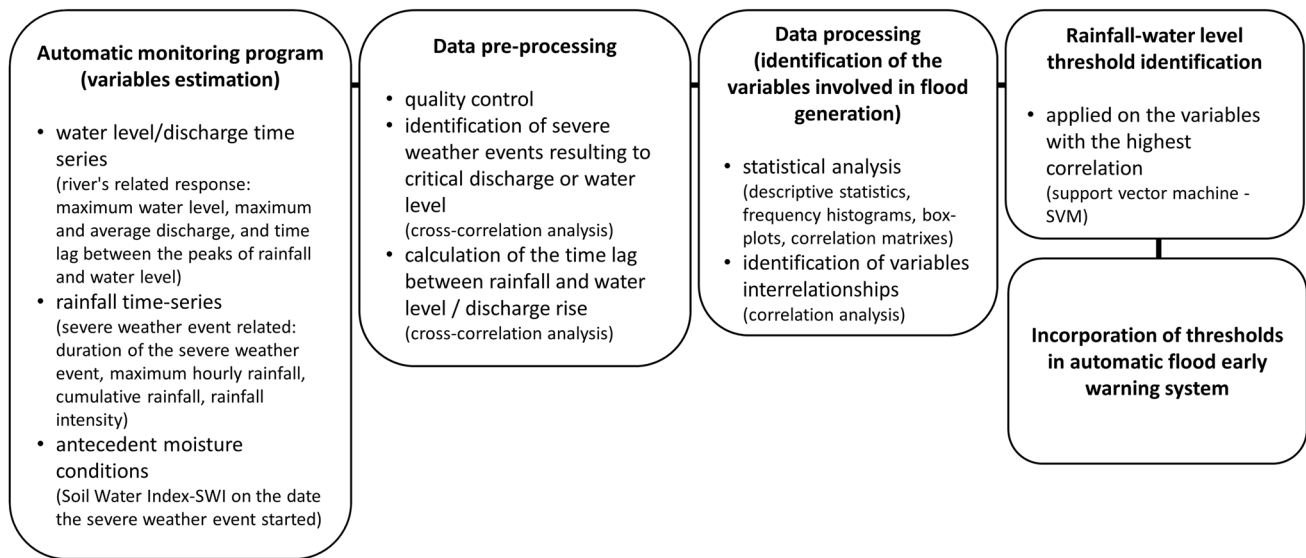 Automatic monitoring program
(variables estimation)
• water level/discharge time
series
(river's related response:
maximum water level, maximum
and average discharge, and time
lag between the peaks of rainfall
and water level)
• rainfall time-series
(severe weather event related:
duration of the severe weather
event, maximum hourly rainfall,
cumulative rainfall, rainfall
intensity)
• antecedent moisture
conditions
(Soil Water Index-SWI on the date
the severe weather event started)
Data pre-processing
• quality control
• identification of severe
weather events resulting to
critical discharge or water
level
(cross-correlation analysis)
• calculation of the time lag
between rainfall and water
level / discharge rise
(cross-correlation analysis)
Data processing
(identification of the
variables involved in flood
generation)
• statistical analysis
(descriptive statistics,
frequency histograms, box-
plots, correlation matrixes)
• identification of variables
interrelationships
(correlation analysis)
Rainfall-water level
threshold identification
• applied on the variables
with the highest
correlation
(support vector machine -
SVM)
Incorporation of thresholds
in automatic flood early
warning system